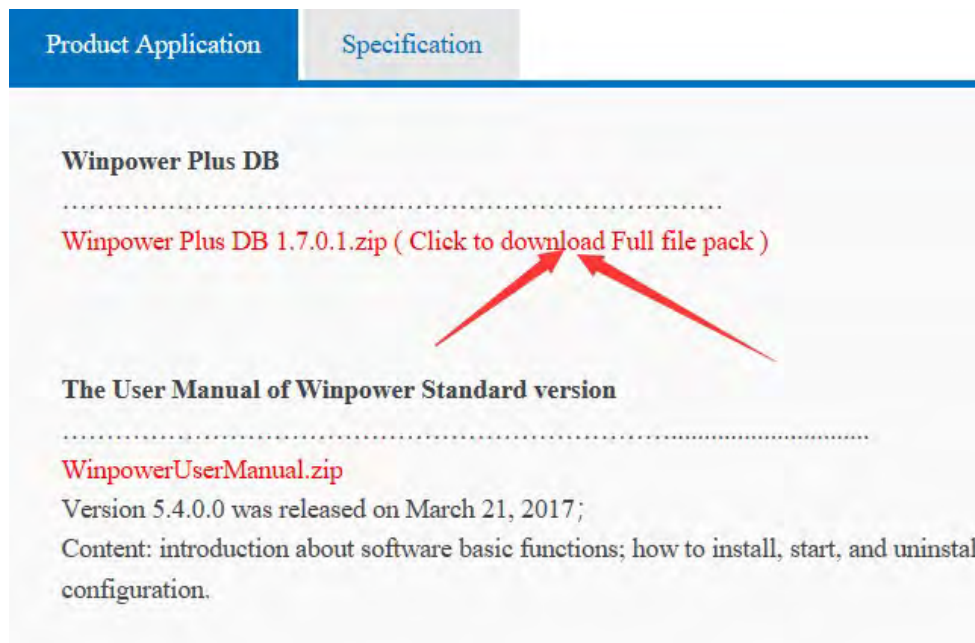 Product Application
Specification
Winpower Plus DB
................................................................................
Winpower Plus DB 1.7.0.1.zip ( Click to download Full file pack )
The User Manual of Winpower Standard version
................................................................................
WinpowerUserManual.zip
Version 5.4.0.0 was released on March 21, 2017;
Content: introduction about software basic functions; how to install, start, and uninstal
configuration.